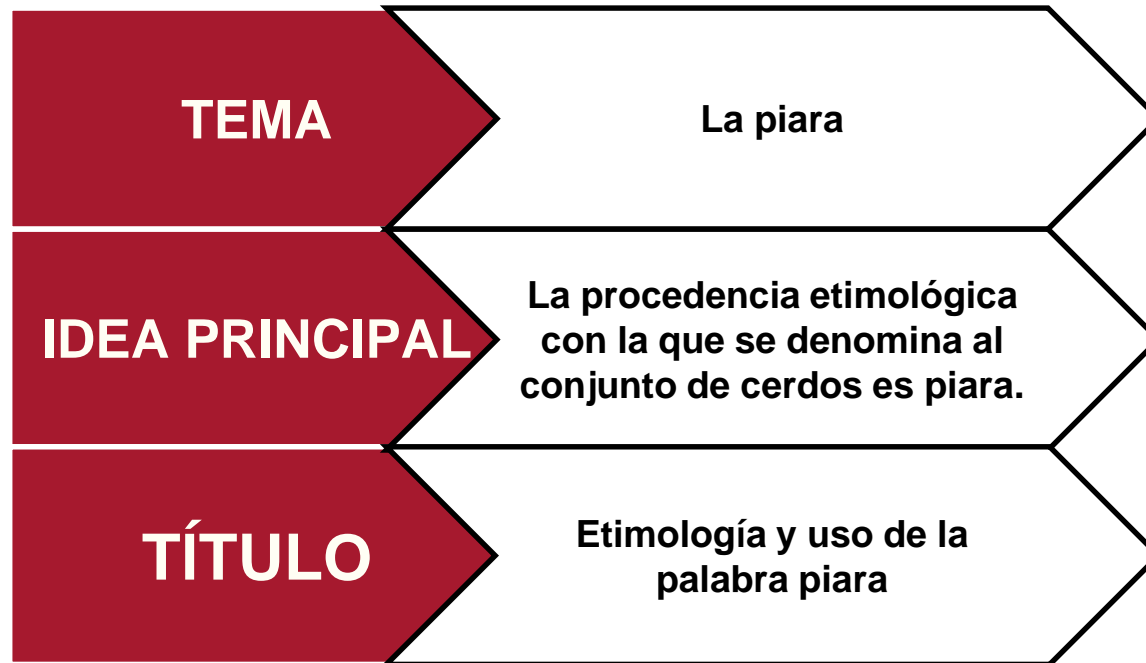 TEMA
La piara
IDEA PRINCIPAL
La procedencia etimológica
con la que se denomina al
conjunto de cerdos es piara.
TÍTULO
Etimología y uso de la
palabra piara